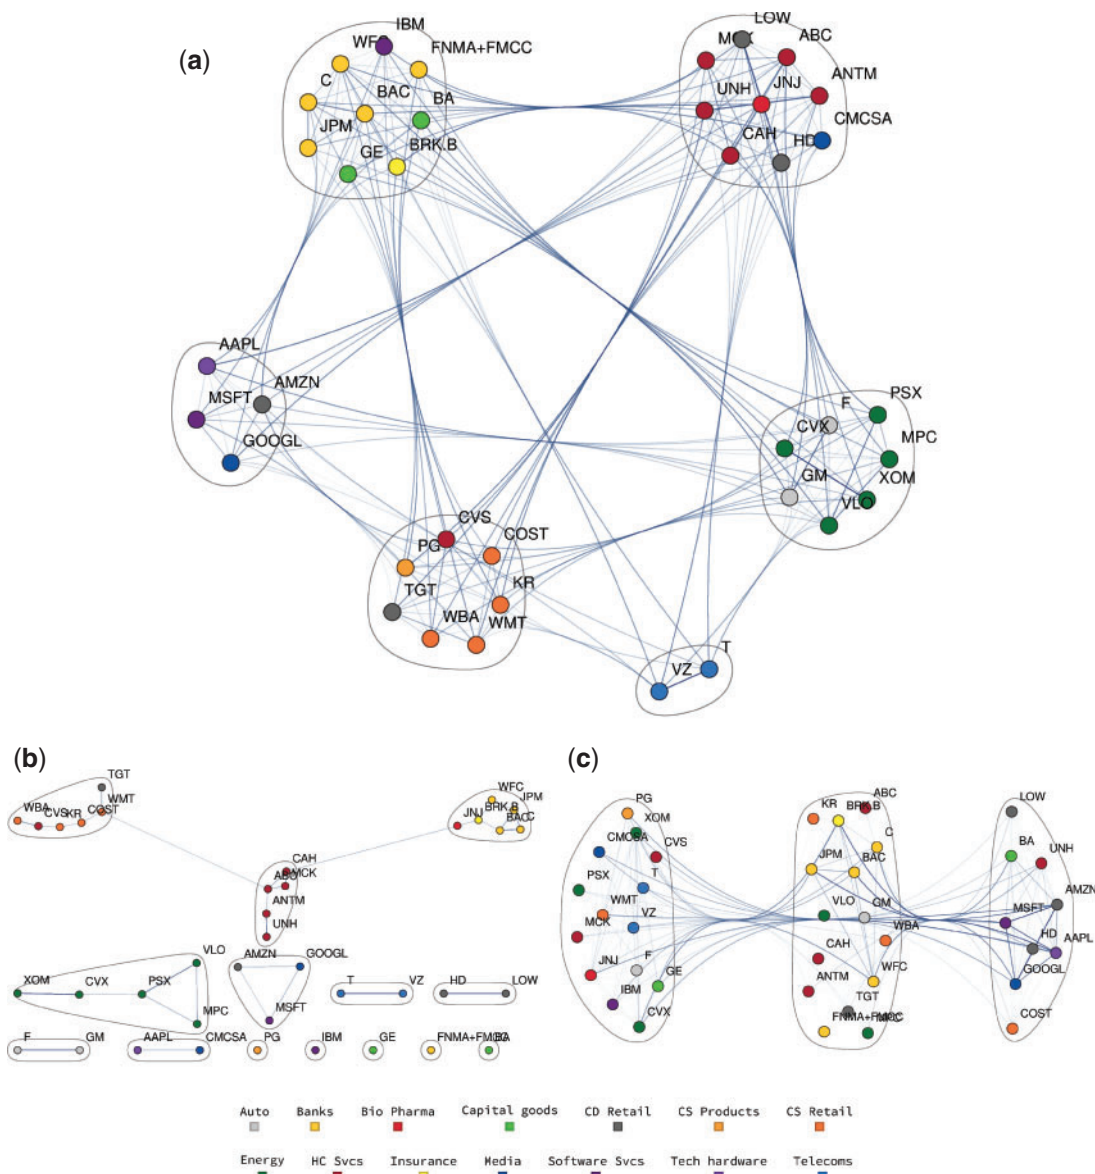 (a)
IBM
WFC
FNMA+FMCC
C
BAC
BA
JPM
GE
BRK.B
LOW
MCK
ABC
UNH
JNJ
ANTM
CAH
HD
CMCSA
AAPL
AMZN
MSFT
GOOGL
F
PSX
CVX
MPC
GM
XOM
VLO
CVS
PG
COST
TGT
KR
WBA
WMT
VZ
T
(b)
TGT
WMT
WBA
CVS
KR
COST
WFC
BRK.B
JPM
JNJ
BAC
C
CAH
ABC
MCK
ANTM
UNH
VLO
XOM
CVX
PSX
MPC
AMZN
GOOGL
MSFT
T
VZ
HD
LOW
F
GM
AAPL
CMCSA
PG
IBM
GE
FNMA+FMCC
BA
(c)
PG
XOM
CMCSA
CVS
PSX
T
WMT
VZ
MCK
JNJ
F
GE
IBM
CVX
ABC
KR
BRK.B
C
JPM
BAC
VLO
GM
WBA
CAH
WFC
ANTM
TGT
FNMA+FMCC
LOW
BA
UNH
AMZN
MSFT
HD
AAPL
GOOGL
COST
Auto Banks Bio Pharma Capital goods CD Retail CS Products CS Retail
Energy HC Svcs Insurance Media Software Svcs Tech hardware Telecoms